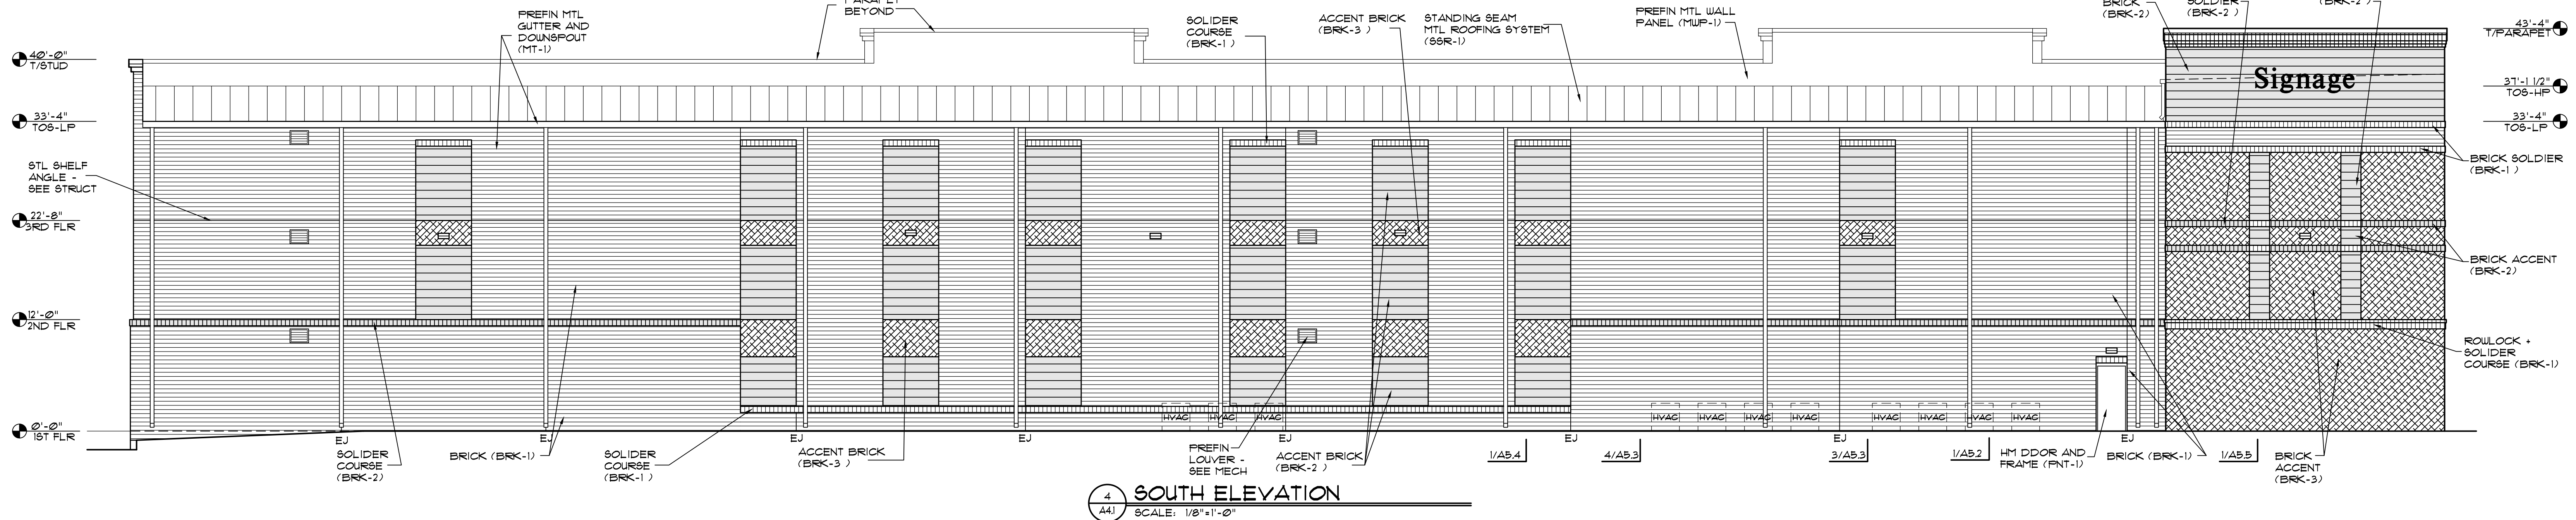 PARAPET
BEYOND
PREFIN MTL
GUTTER AND
DOWNSPOUT
(MT-1)
SOLIDER
COURSE
(BRK-1 )
ACCENT BRICK
(BRK-3 )
STANDING SEAM
MTL ROOFING SYSTEM
(SSR-1)
PREFIN MTL WALL
PANEL (MWP-1)
BRICK
(BRK-2)
SOLDIER
(BRK-2 )
(BRK-2 )
40'-0"
T/STUD
33'-4"
TOS-LP
STL SHELF
ANGLE -
SEE STRUCT
22'-8"
3RD FLR
12'-0"
2ND FLR
0'-0"
1ST FLR
Signage
43'-4"
T/PARAPET
37'-1 1/2"
TOS-HP
33'-4"
TOS-LP
BRICK SOLDIER
(BRK-1 )
BRICK ACCENT
(BRK-2)
ROWLOCK +
SOLIDER
COURSE (BRK-1)
HVAC HVAC HVAC HVAC HVAC HVAC HVAC HVAC HVAC HVAC HVAC
EJ EJ EJ EJ EJ EJ EJ EJ
SOLIDER
COURSE
(BRK-2)
BRICK (BRK-1)
SOLIDER
COURSE
(BRK-1 )
ACCENT BRICK
(BRK-3 )
PREFIN
LOUVER -
SEE MECH
ACCENT BRICK
(BRK-2 )
1/A5.4
4/A5.3
3/A5.3
1/A5.2
HM DDOR AND
FRAME (PNT-1)
BRICK (BRK-1)
1/A5.5
BRICK
ACCENT
(BRK-3)
4
A4.1
SOUTH ELEVATION
SCALE: 1/8"=1'-0"